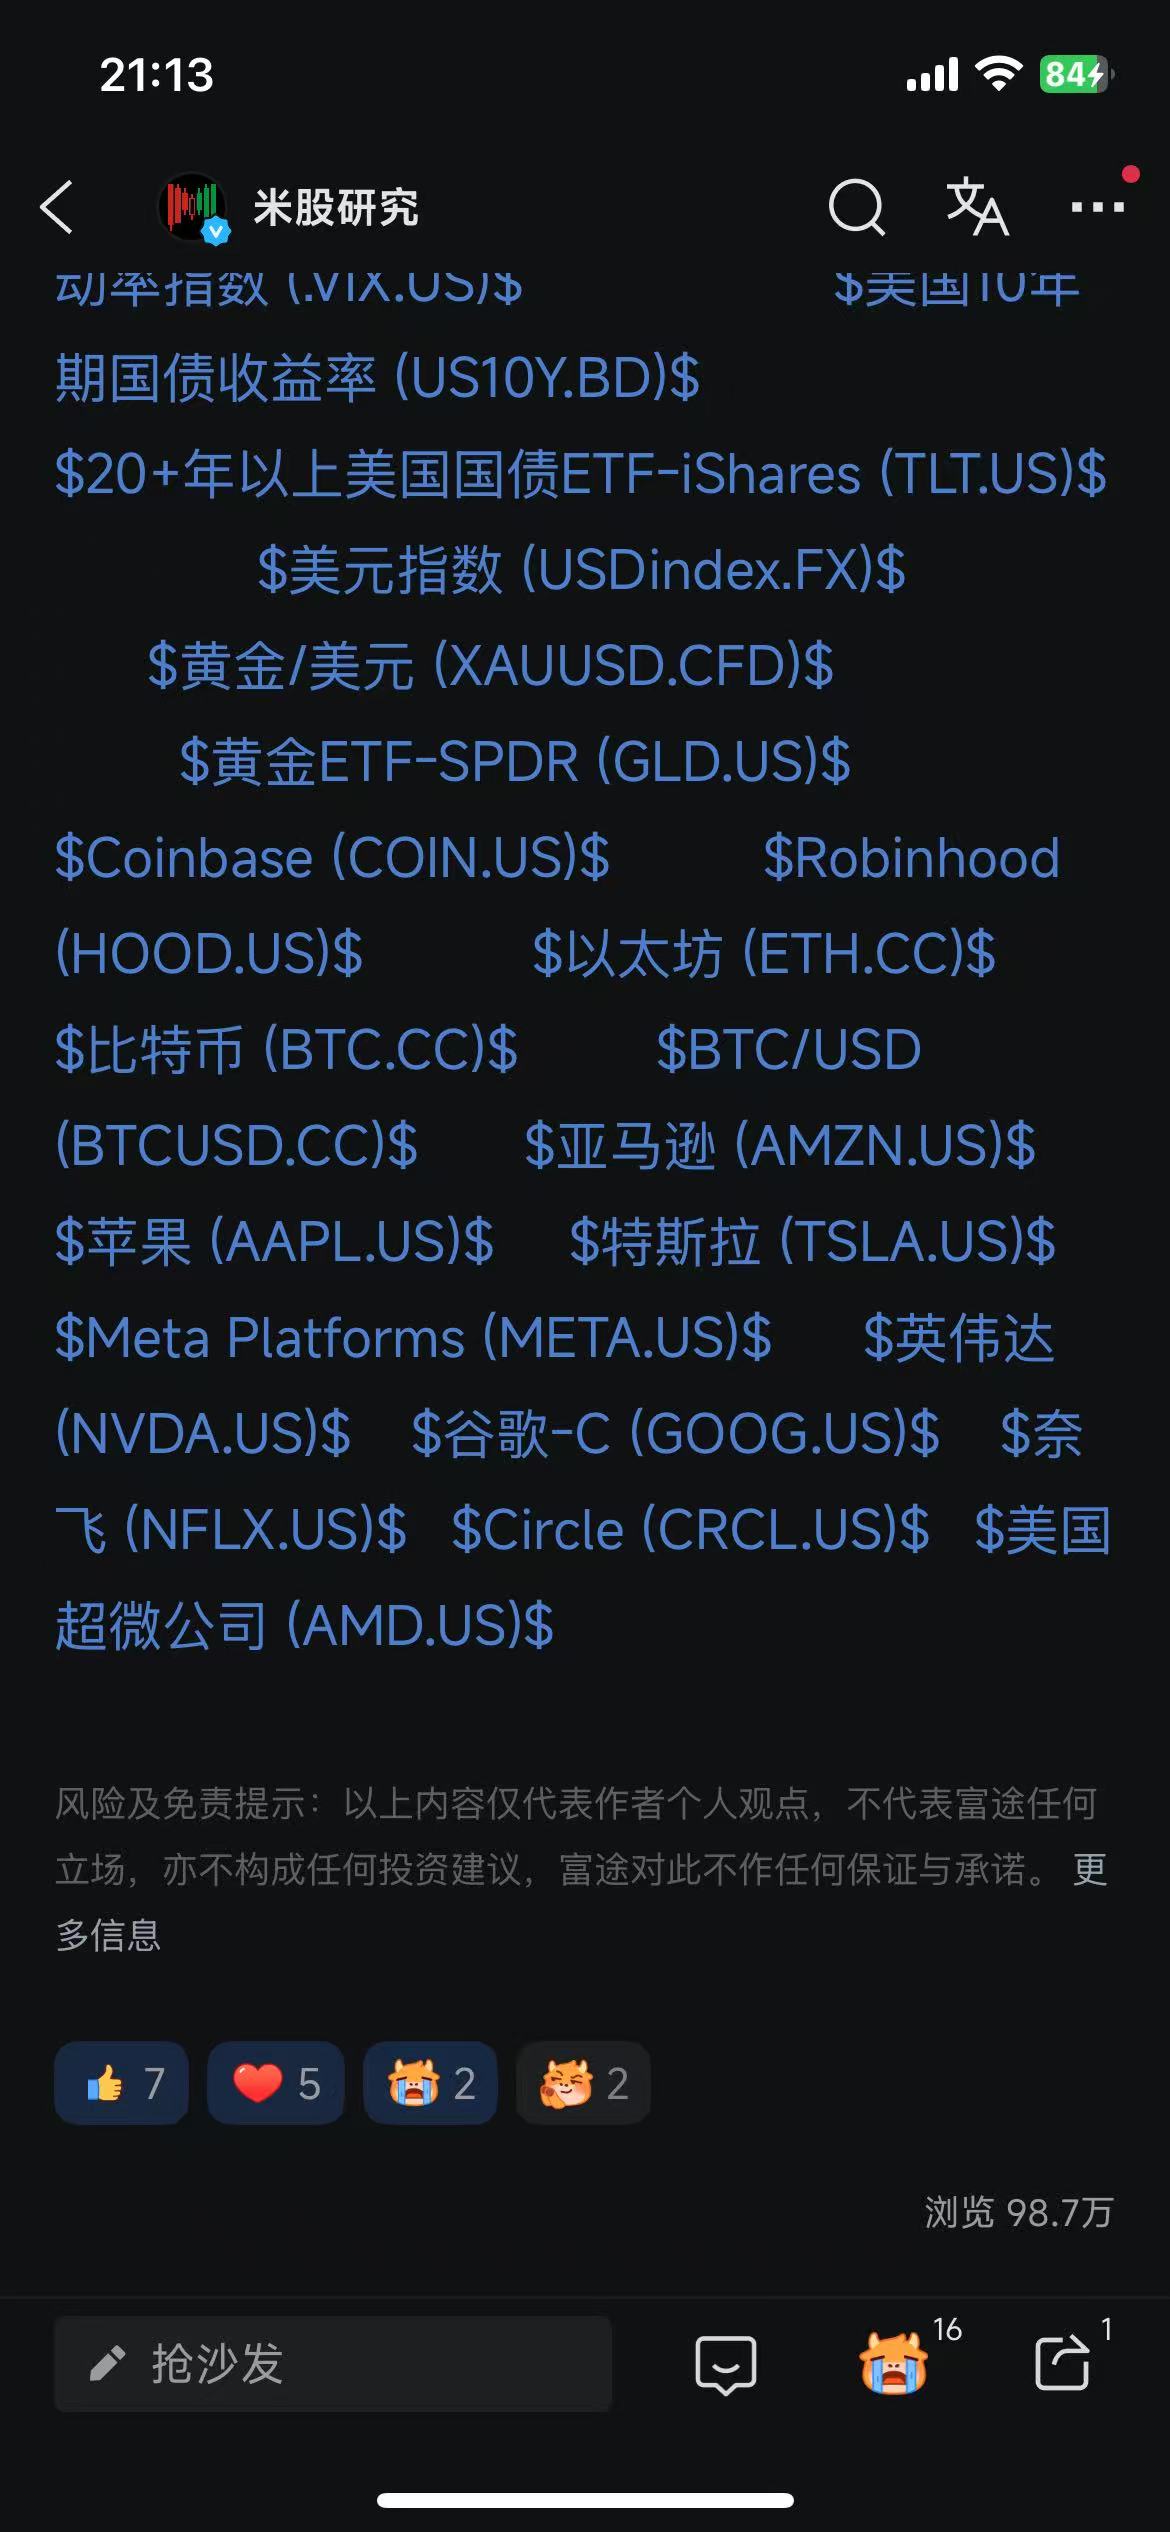 21:13
84
米股研究
动率指数 (.VIX.US)$ $美国10年
期国债收益率 (US10Y.BD)$
$20+年以上美国国债ETF-iShares (TLT.US)$
$美元指数 (USDindex.FX)$
$黄金/美元 (XAUUSD.CFD)$
$黄金ETF-SPDR (GLD.US)$
$Coinbase (COIN.US)$ $Robinhood
(HOOD.US)$ $以太坊 (ETH.CC)$
$比特币 (BTC.CC)$ $BTC/USD
(BTCUSD.CC)$ $亚马逊 (AMZN.US)$
$苹果 (AAPL.US)$ $特斯拉 (TSLA.US)$
$Meta Platforms (META.US)$ $英伟达
(NVDA.US)$ $谷歌-C (GOOG.US)$ $奈
飞 (NFLX.US)$ $Circle (CRCL.US)$ $美国
超微公司 (AMD.US)$
风险及免责提示：以上内容仅代表作者个人观点，不代表富途任何
立场，亦不构成任何投资建议，富途对此不作任何保证与承诺。 更
多信息
7 5 2 2
浏览 98.7万
抢沙发 16 1